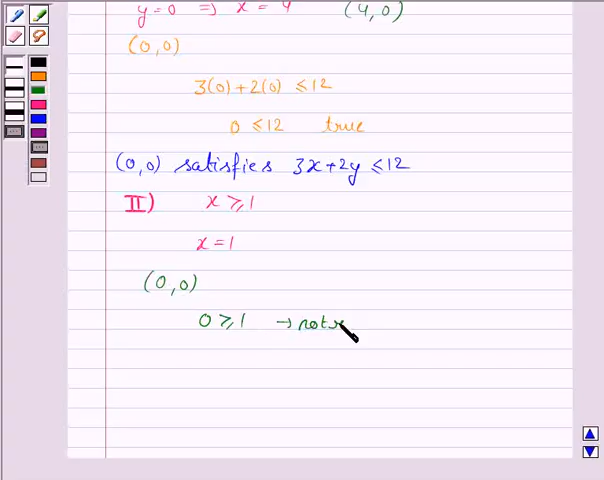 y=0 ⇒ x = 4 (4,0)
(0,0)
3(0)+2(0) ≤12
0 ≤12 true
(0,0) satisfies 3x+2y ≤12
II) x ≥1
x = 1
(0,0)
0 ≥1 → not